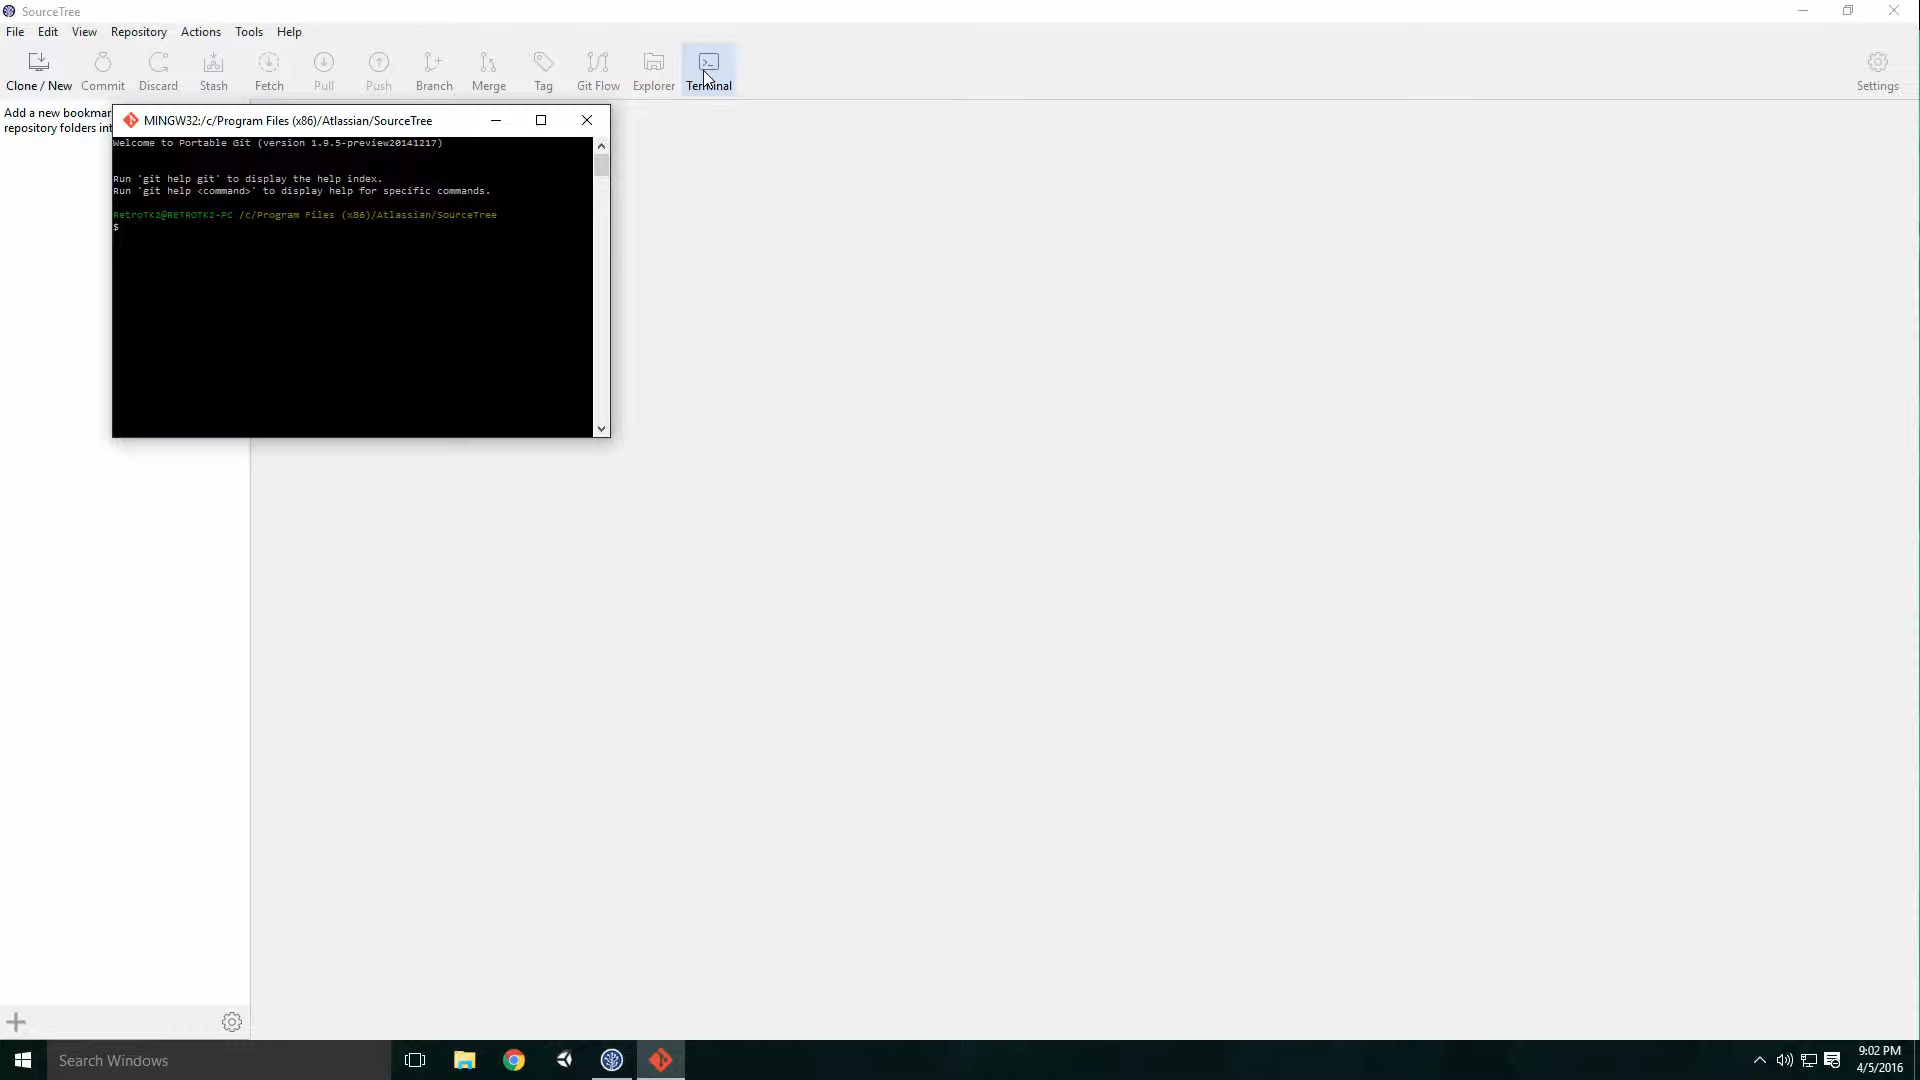 SourceTree
File Edit View Repository Actions Tools Help
Clone / New Commit Discard Stash Fetch Pull Push Branch Merge Tag Git Flow Explorer Terminal Settings
Add a new bookmar
repository folders int
MINGW32:/c/Program Files (x86)/Atlassian/SourceTree
Welcome to Portable Git (version 1.9.5-preview20141217)
Run 'git help git' to display the help index.
Run 'git help <command>' to display help for specific commands.
RetroTK2@RETROTK2-PC /c/Program Files (x86)/Atlassian/SourceTree
$
Search Windows
9:02 PM
4/5/2016